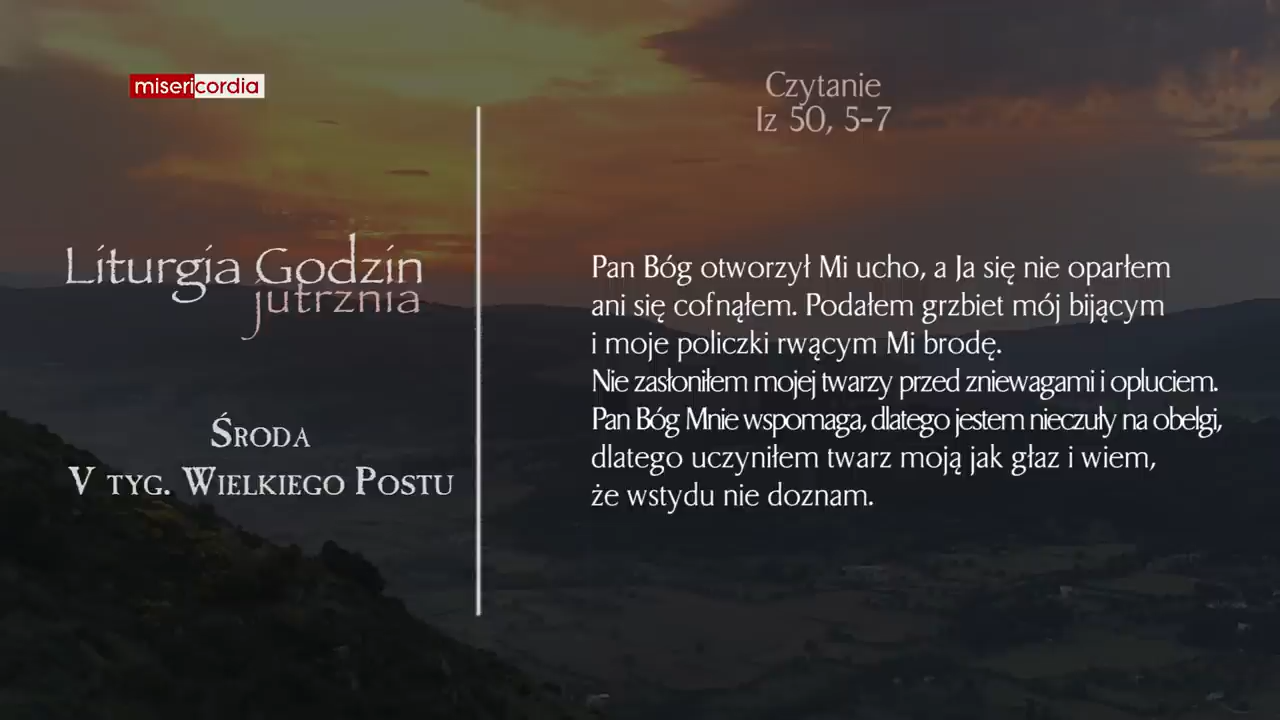 misericordia
Liturgia Godzin
jutrznia
Środa
V tyg. Wielkiego Postu
Czytanie
Iz 50, 5-7
Pan Bóg otworzył Mi ucho, a Ja się nie oparłem
ani się cofnąłem. Podałem grzbiet mój bijącym
i moje policzki rwącym Mi brodę.
Nie zasłoniłem mojej twarzy przed zniewagami i opluciem.
Pan Bóg Mnie wspomaga, dlatego jestem nieczuły na obelgi,
dlatego uczyniłem twarz moją jak głaz i wiem,
że wstydu nie doznam.